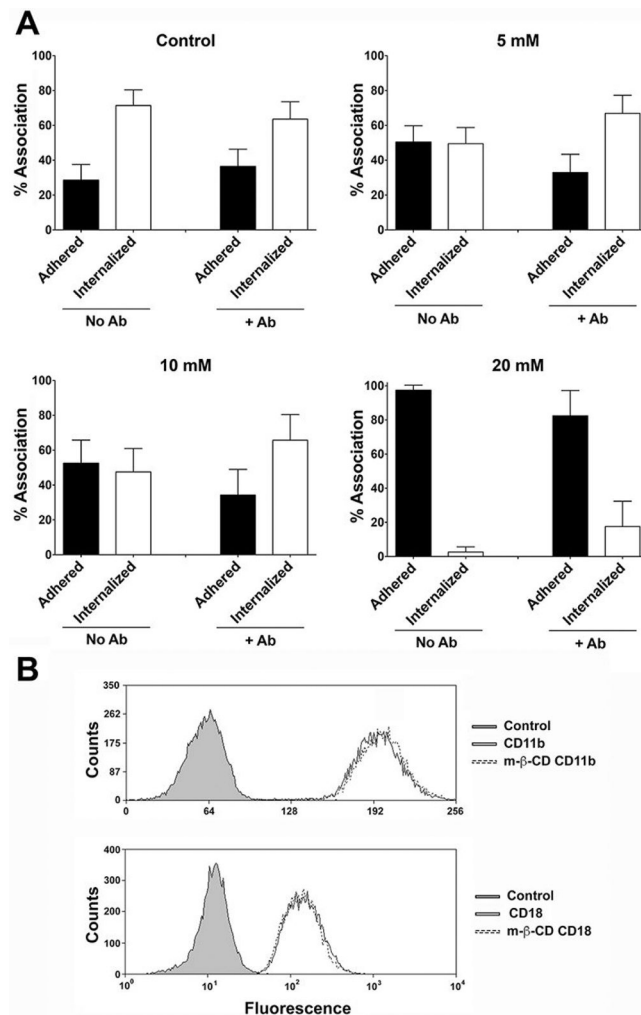 A
Control
5 mM
% Association
100
80
60
40
20
0
Adhered
Internalized
Adhered
Internalized
No Ab
+ Ab
% Association
100
80
60
40
20
0
Adhered
Internalized
Adhered
Internalized
No Ab
+ Ab
10 mM
20 mM
% Association
100
80
60
40
20
0
Adhered
Internalized
Adhered
Internalized
No Ab
+ Ab
% Association
100
80
60
40
20
0
Adhered
Internalized
Adhered
Internalized
No Ab
+ Ab
B
Counts
350
262
175
87
0
0 64 128 192 256
Control
CD11b
m-β-CD CD11b
Counts
400
300
200
100
0
10⁰ 10¹ 10² 10³ 10⁴
Fluorescence
Control
CD18
m-β-CD CD18